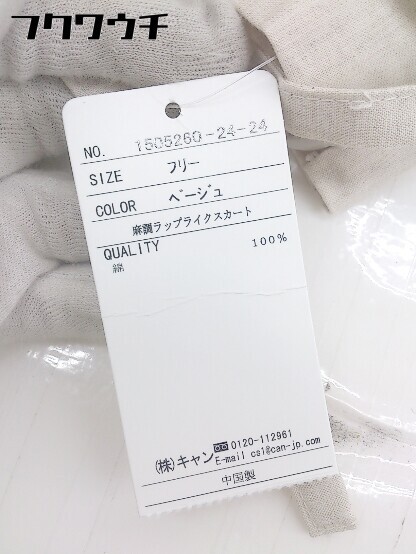 フクワウチ
NO. 1505260-24-24
SIZE フリー
COLOR ベージュ
麻調ラップライクスカート
QUALITY
綿 100%
(株)キャン 0120-112961
E-mail csi@can-jp.com
中国製